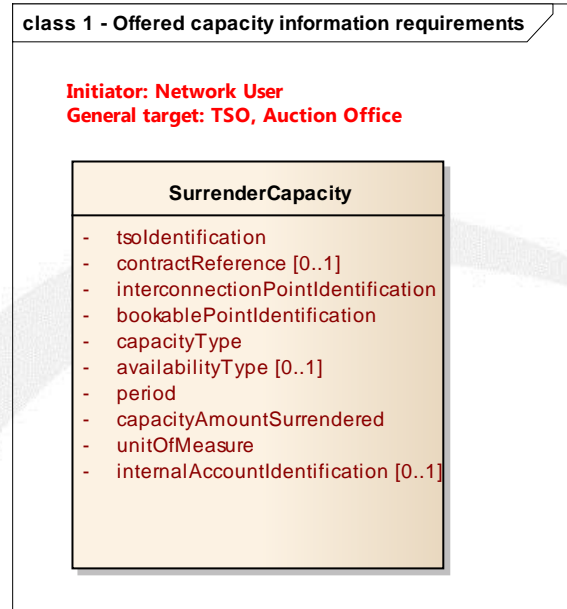 class 1 - Offered capacity information requirements
Initiator: Network User
General target: TSO, Auction Office
SurrenderCapacity
- tsoIdentification
- contractReference [0..1]
- interconnectionPointIdentification
- bookablePointIdentification
- capacityType
- availabilityType [0..1]
- period
- capacityAmountSurrendered
- unitOfMeasure
- internalAccountIdentification [0..1]